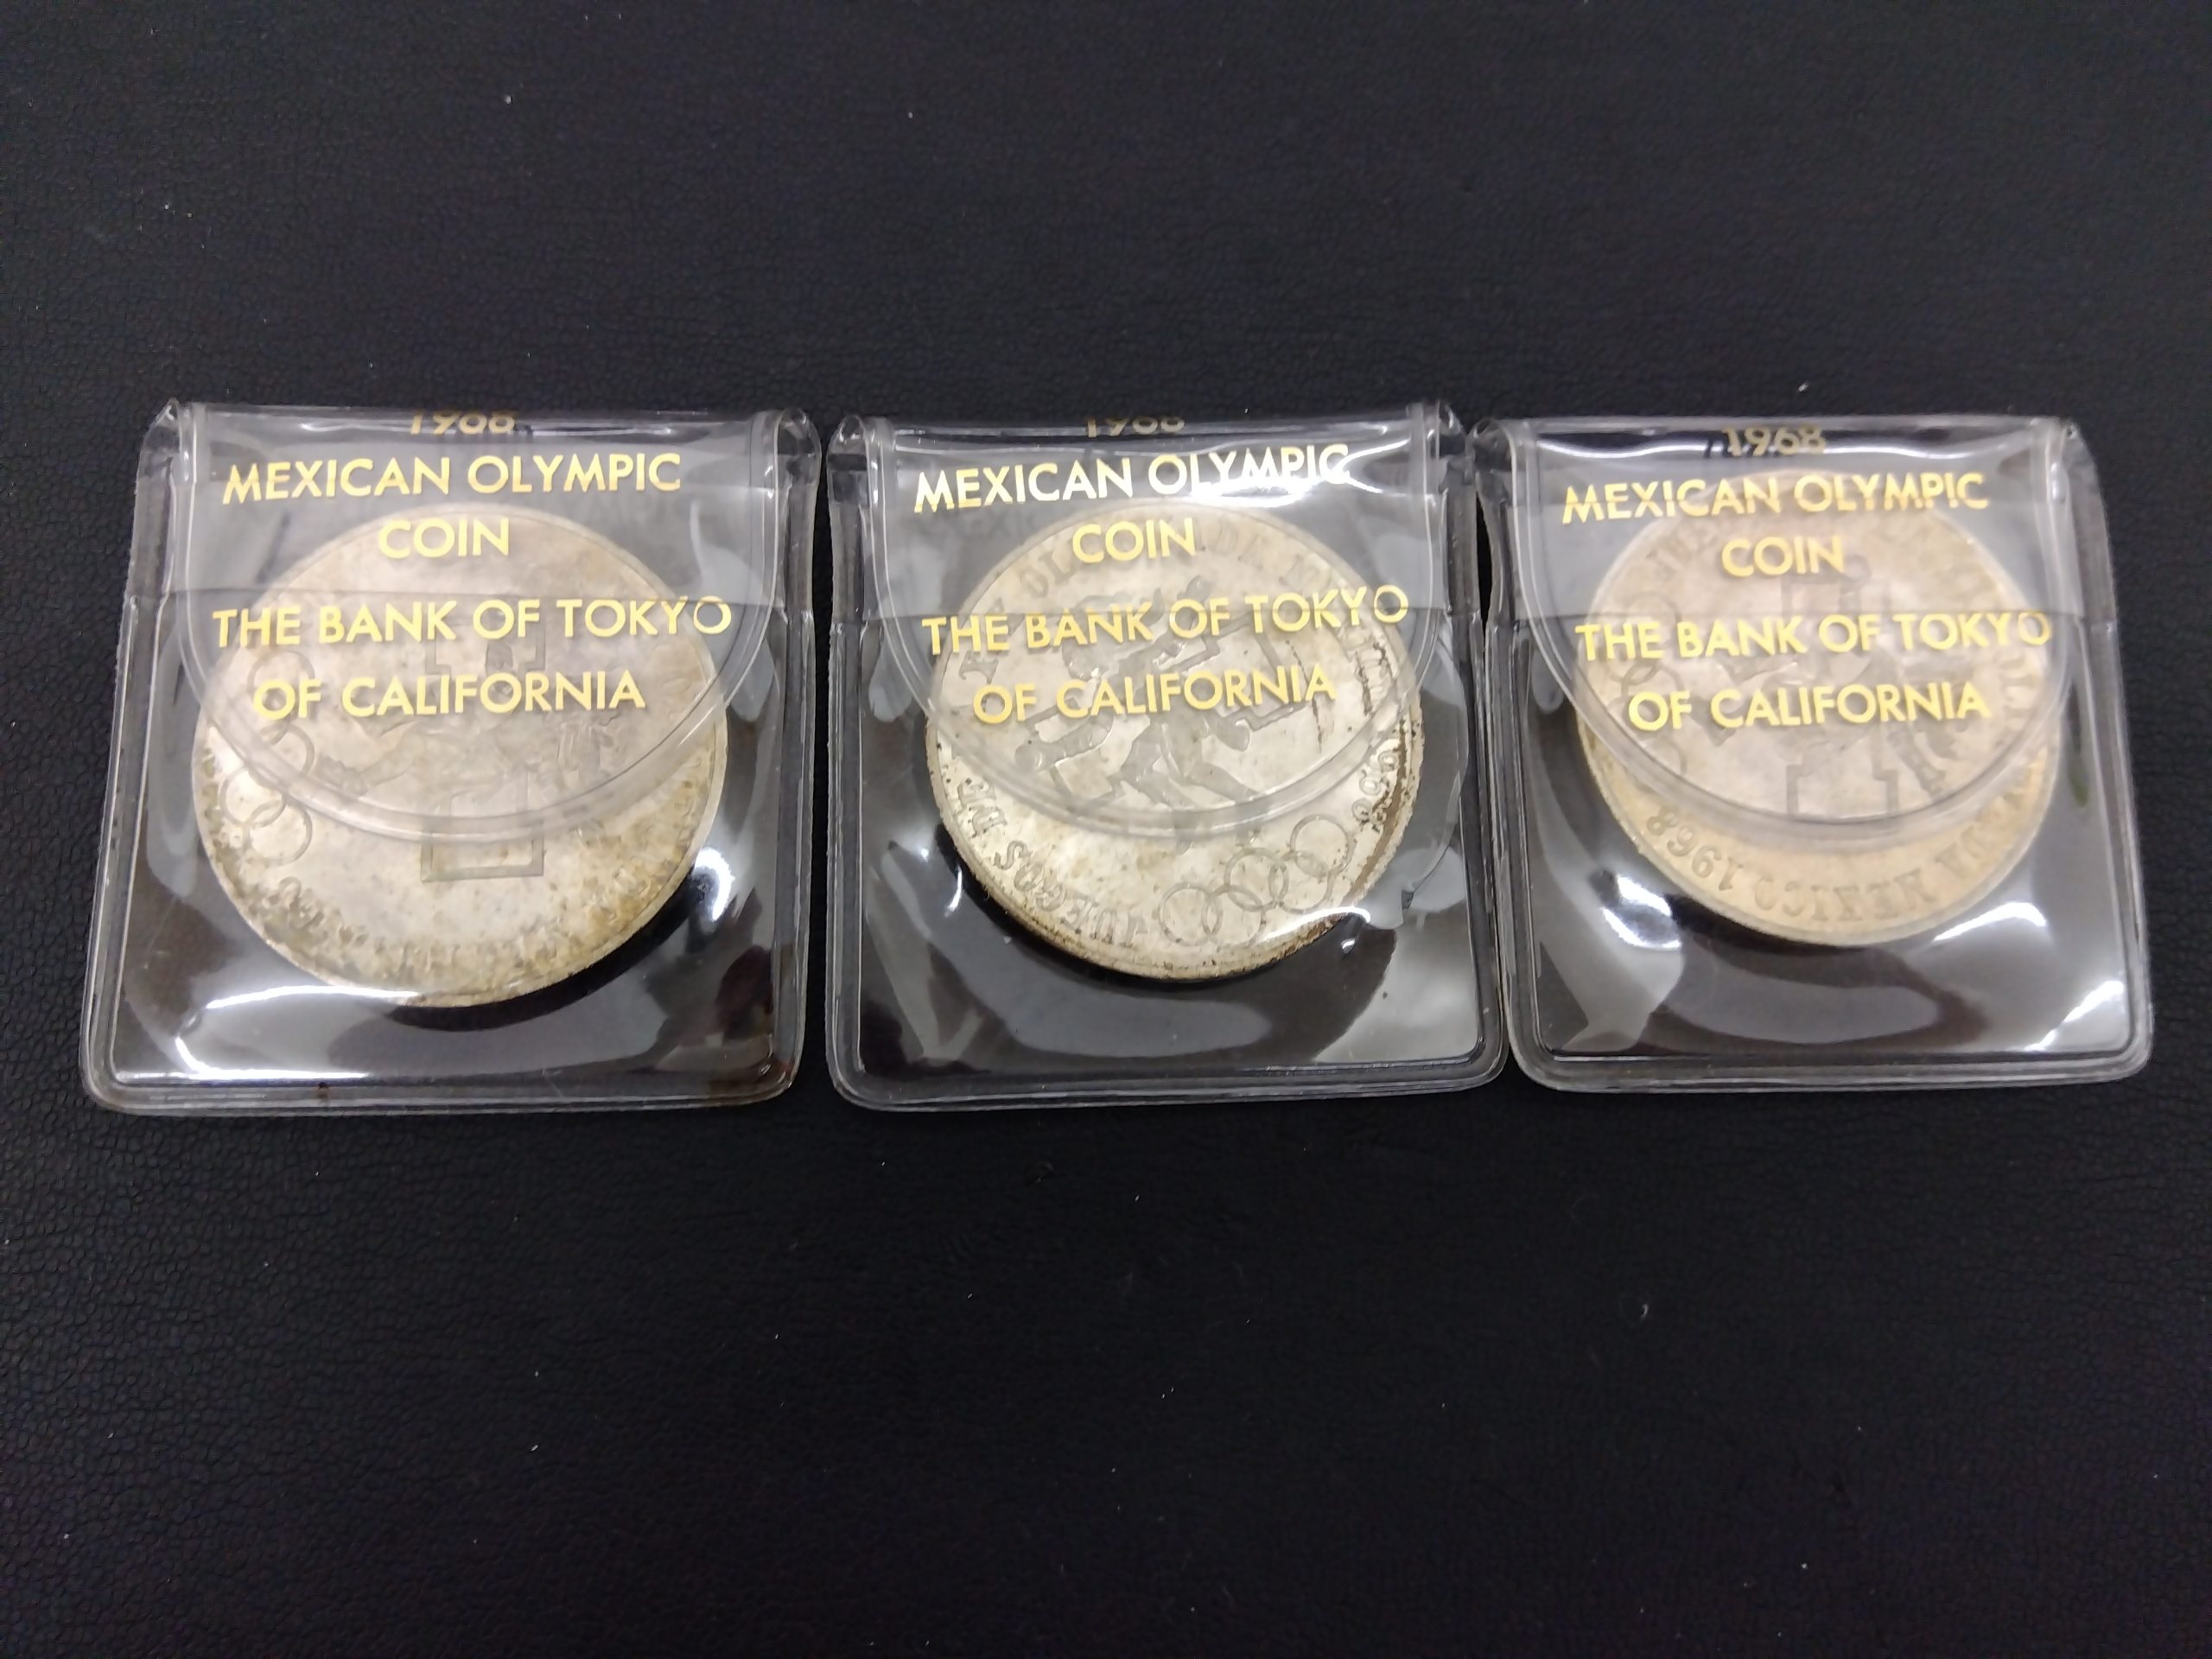 1968
MEXICAN OLYMPIC
COIN
THE BANK OF TOKYO
OF CALIFORNIA
1968
MEXICAN OLYMPIC
COIN
THE BANK OF TOKYO
OF CALIFORNIA
JUEGOS DE
1968
MEXICAN OLYMPIC
COIN
THE BANK OF TOKYO
OF CALIFORNIA
MEXICO 1968